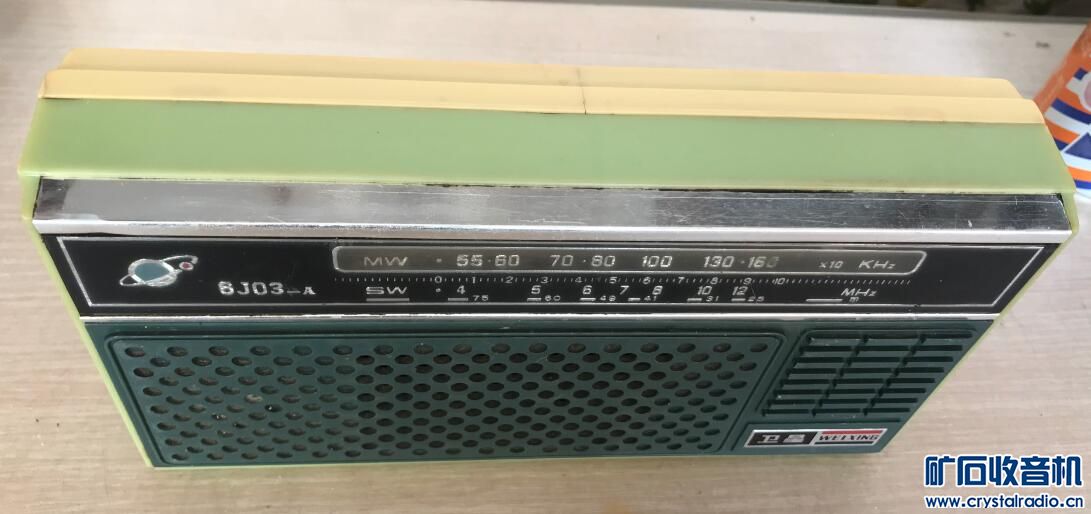 MW 55·60 70·80 100 130·160 x10 KHz
6J03-A
0 1 2 3 4 5 6 7 8 9 10
SW 4 5 6 7 8 10 12 MHz
75 60 49 41 31 25 m
卫星 WEIXING
矿石收音机
www.crystalradio.cn